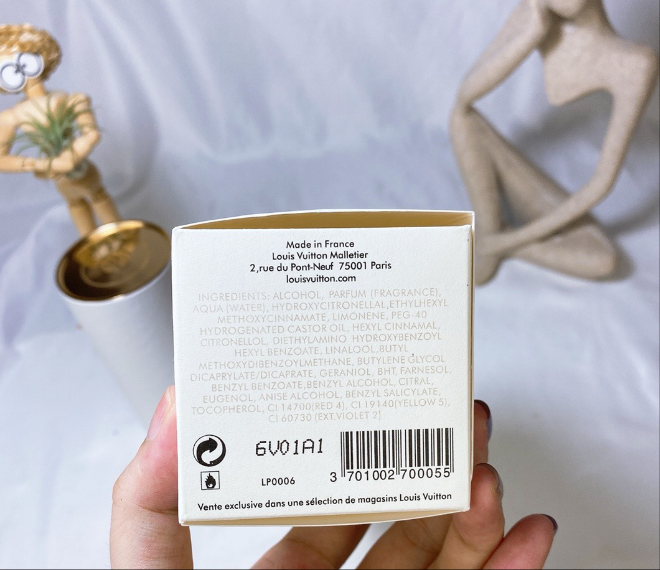 Made in France
Louis Vuitton Malletier
2,rue du Pont-Neuf 75001 Paris
louisvuitton.com
INGREDIENTS: ALCOHOL, PARFUM (FRAGRANCE),
AQUA (WATER), HYDROXYCITRONELLAL,ETHYLHEXYL
METHOXYCINNAMATE, LIMONENE, PEG-40
HYDROGENATED CASTOR OIL, HEXYL CINNAMAL,
CITRONELLOL, DIETHYLAMINO HYDROXYBENZOYL
HEXYL BENZOATE, LINALOOL,BUTYL
METHOXYDIBENZOYLMETHANE, BUTYLENE GLYCOL
DICAPRYLATE/DICAPRATE, GERANIOL, BHT, FARNESOL,
BENZYL BENZOATE,BENZYL ALCOHOL, CITRAL,
EUGENOL, ANISE ALCOHOL, BENZYL SALICYLATE,
TOCOPHEROL, CI 14700(RED 4), CI 19140(YELLOW 5),
CI 60730 (EXT.VIOLET 2)
6V01A1
LP0006
3 701002 700055
Vente exclusive dans une sélection de magasins Louis Vuitton